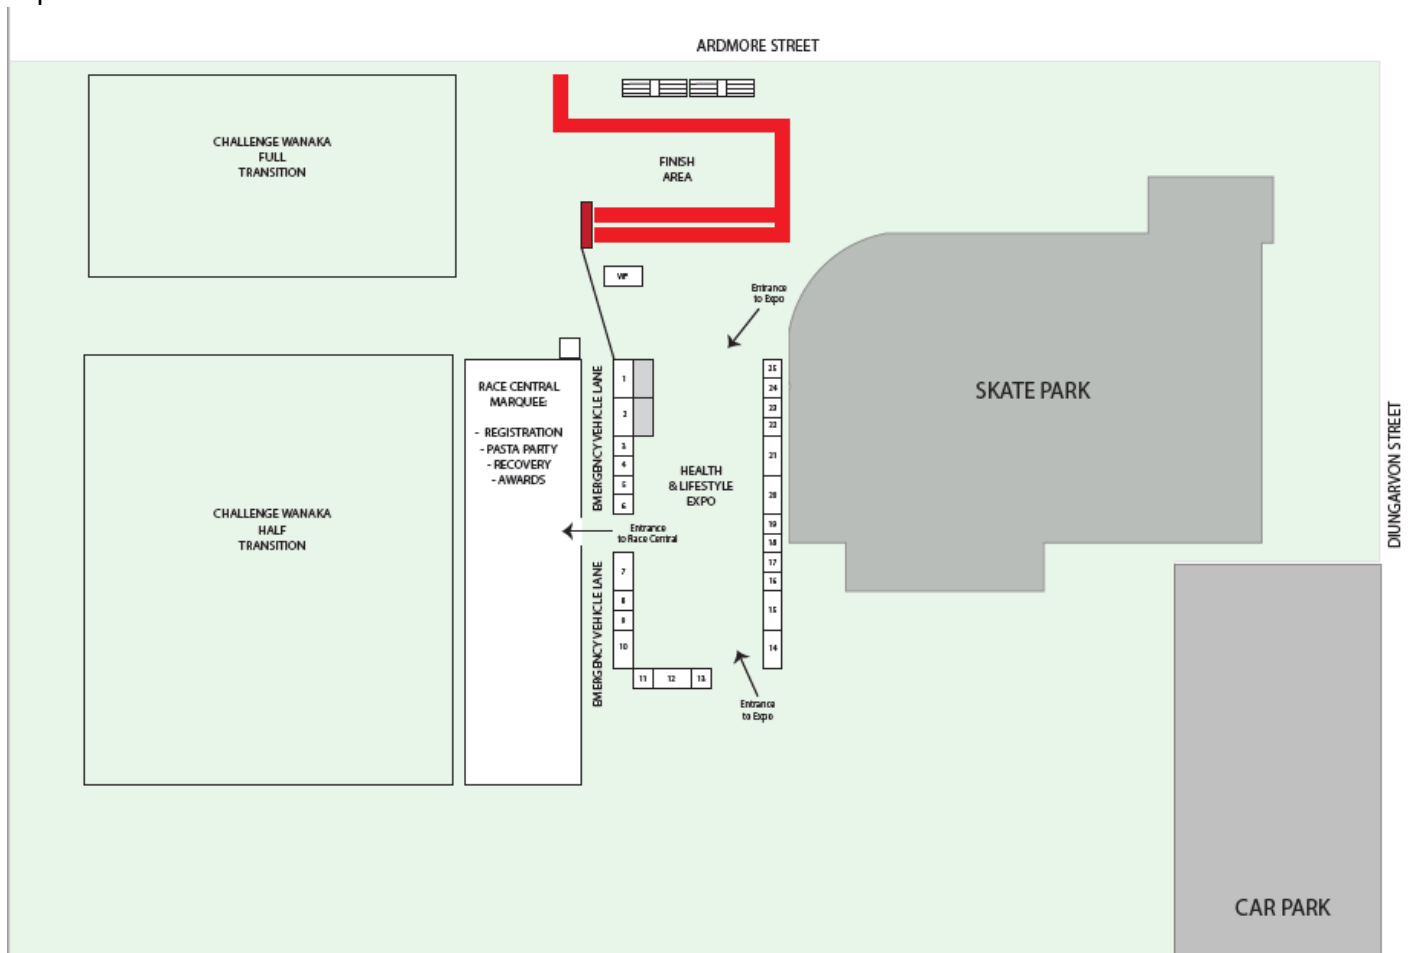 ARDMORE STREET
CHALLENGE WANAKA
FULL
TRANSITION
FINISH
AREA
VIP
Entrance
to Expo
RACE CENTRAL
MARQUEE:
- REGISTRATION
- PASTA PARTY
- RECOVERY
- AWARDS
EMERGENCY VEHICLE LANE
1
2
3
4
5
6
HEALTH
& LIFESTYLE
EXPO
25
24
23
22
21
20
19
18
17
16
15
14
SKATE PARK
DIUNGARVON STREET
CHALLENGE WANAKA
HALF
TRANSITION
Entrance
to Race Central
EMERGENCY VEHICLE LANE
7
8
9
10
11
12
13
Entrance
to Expo
CAR PARK